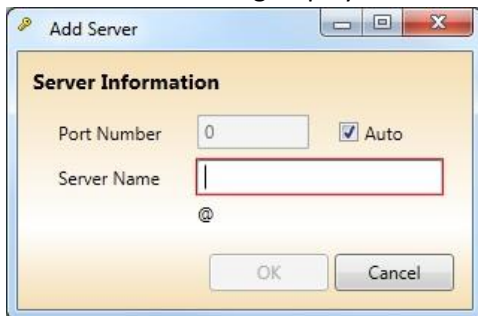 Add Server
Server Information
Port Number 0 Auto
Server Name
@
OK Cancel